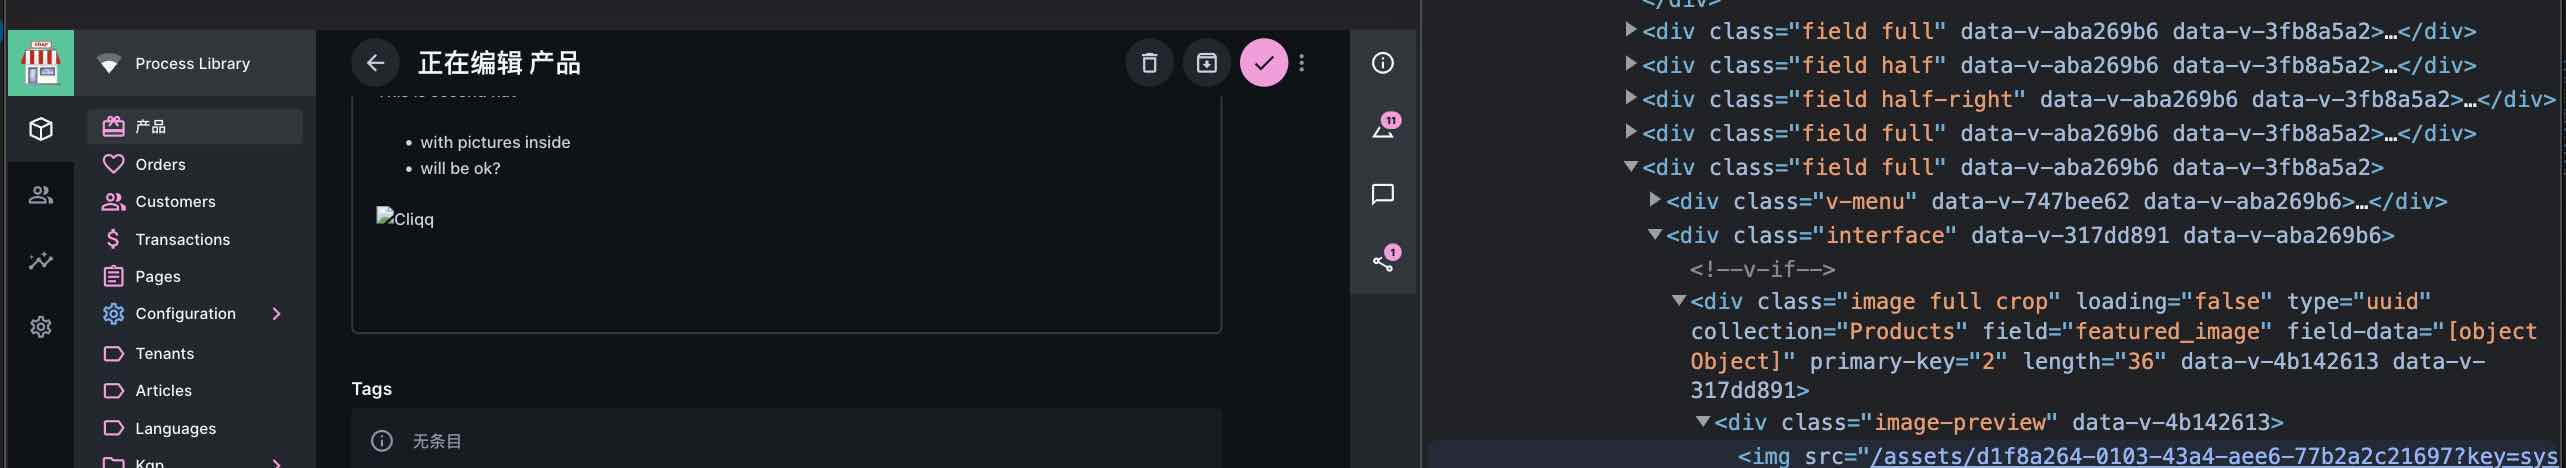 Process Library
产品
Orders
Customers
Transactions
Pages
Configuration
Tenants
Articles
Languages
Kqn
正在编辑 产品
• with pictures inside
• will be ok?
Cliqq
Tags
无条目
11
1
</div>
<div class="field full" data-v-aba269b6 data-v-3fb8a5a2>…</div>
<div class="field half" data-v-aba269b6 data-v-3fb8a5a2>…</div>
<div class="field half-right" data-v-aba269b6 data-v-3fb8a5a2>…</div>
<div class="field full" data-v-aba269b6 data-v-3fb8a5a2>…</div>
<div class="field full" data-v-aba269b6 data-v-3fb8a5a2>
<div class="v-menu" data-v-747bee62 data-v-aba269b6>…</div>
<div class="interface" data-v-317dd891 data-v-aba269b6>
<!--v-if-->
<div class="image full crop" loading="false" type="uuid"
collection="Products" field="featured_image" field-data="[object
Object]" primary-key="2" length="36" data-v-4b142613 data-v-
317dd891>
<div class="image-preview" data-v-4b142613>
<img src="/assets/d1f8a264-0103-43a4-aee6-77b2a2c21697?key=sys